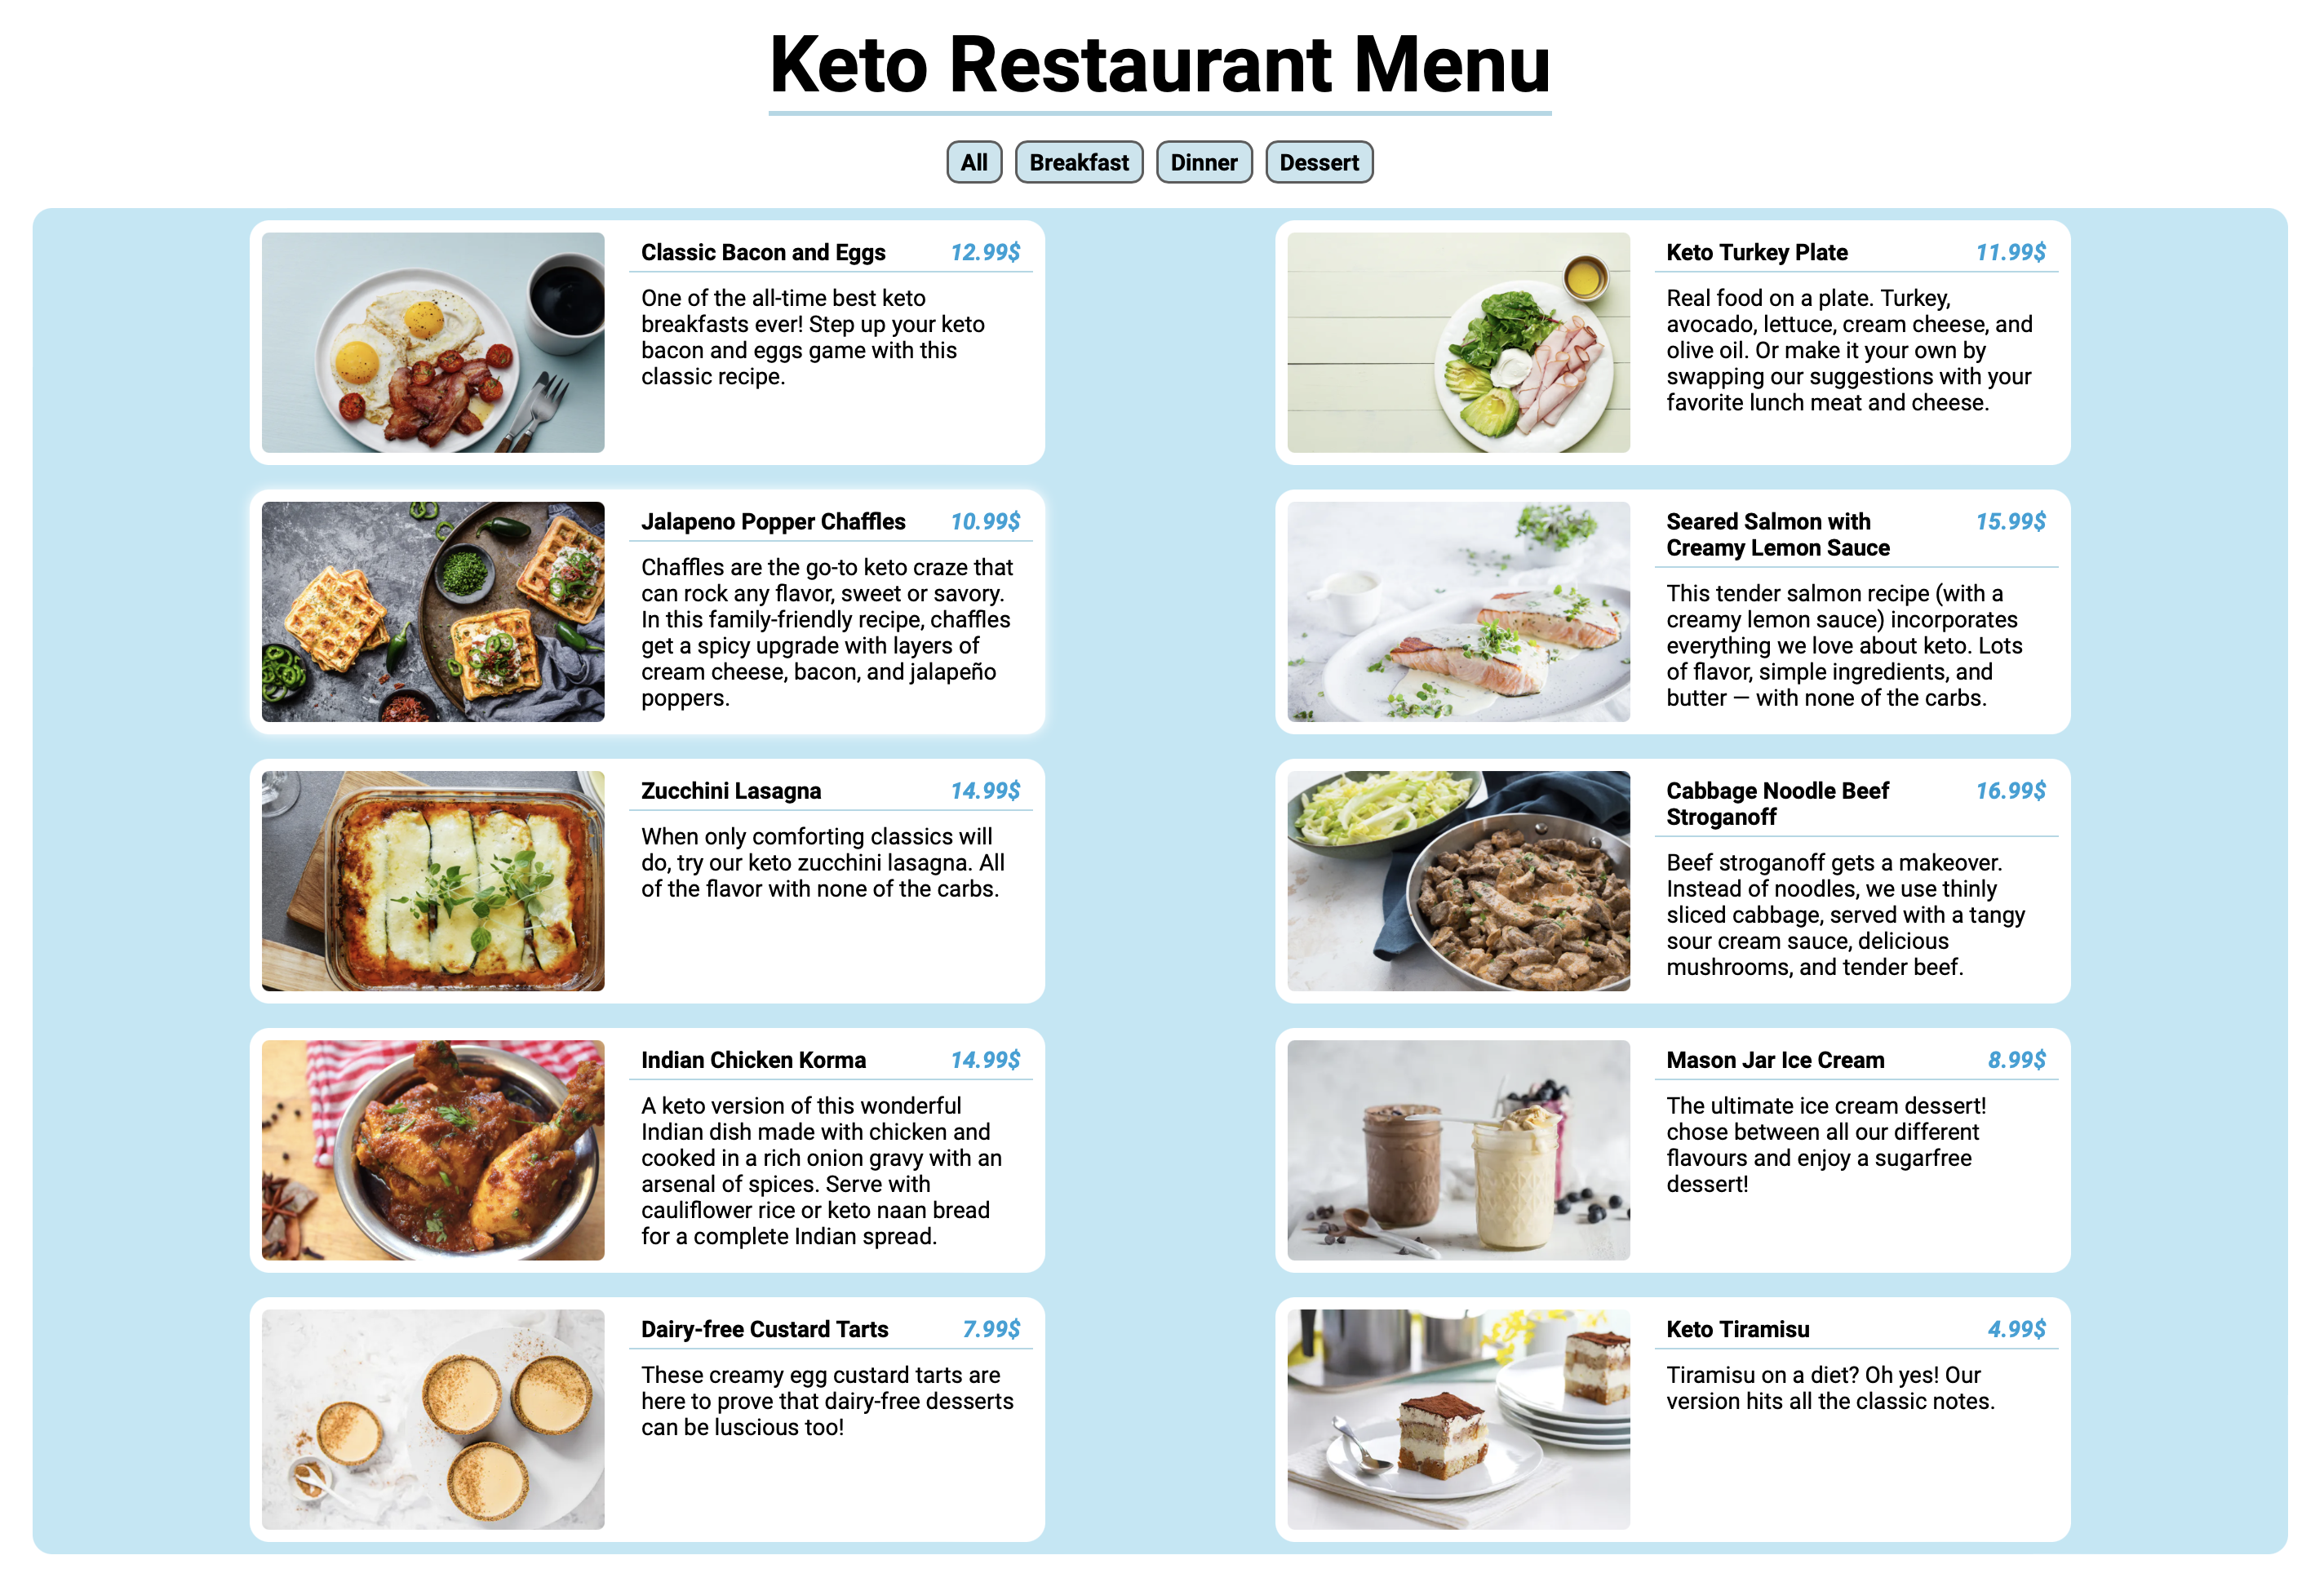 Keto Restaurant Menu
All Breakfast Dinner Dessert
Classic Bacon and Eggs 12.99$
One of the all-time best keto
breakfasts ever! Step up your keto
bacon and eggs game with this
classic recipe.
Keto Turkey Plate 11.99$
Real food on a plate. Turkey,
avocado, lettuce, cream cheese, and
olive oil. Or make it your own by
swapping our suggestions with your
favorite lunch meat and cheese.
Jalapeno Popper Chaffles 10.99$
Chaffles are the go-to keto craze that
can rock any flavor, sweet or savory.
In this family-friendly recipe, chaffles
get a spicy upgrade with layers of
cream cheese, bacon, and jalapeño
poppers.
Seared Salmon with 15.99$
Creamy Lemon Sauce
This tender salmon recipe (with a
creamy lemon sauce) incorporates
everything we love about keto. Lots
of flavor, simple ingredients, and
butter — with none of the carbs.
Zucchini Lasagna 14.99$
When only comforting classics will
do, try our keto zucchini lasagna. All
of the flavor with none of the carbs.
Cabbage Noodle Beef 16.99$
Stroganoff
Beef stroganoff gets a makeover.
Instead of noodles, we use thinly
sliced cabbage, served with a tangy
sour cream sauce, delicious
mushrooms, and tender beef.
Indian Chicken Korma 14.99$
A keto version of this wonderful
Indian dish made with chicken and
cooked in a rich onion gravy with an
arsenal of spices. Serve with
cauliflower rice or keto naan bread
for a complete Indian spread.
Mason Jar Ice Cream 8.99$
The ultimate ice cream dessert!
chose between all our different
flavours and enjoy a sugarfree
dessert!
Dairy-free Custard Tarts 7.99$
These creamy egg custard tarts are
here to prove that dairy-free desserts
can be luscious too!
Keto Tiramisu 4.99$
Tiramisu on a diet? Oh yes! Our
version hits all the classic notes.